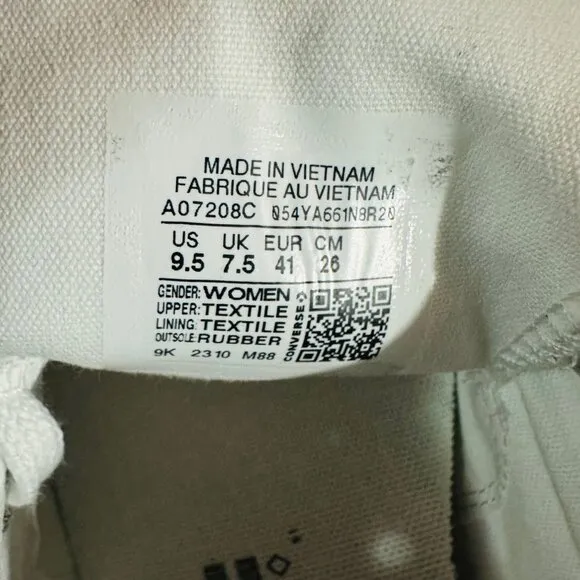 MADE IN VIETNAM
FABRIQUE AU VIETNAM
A07208C 054YA661N9R20
US UK EUR CM
9.5 7.5 41 26
GENDER: WOMEN
UPPER: TEXTILE
LINING: TEXTILE
OUTSOLE: RUBBER
9K 2310 M88
CONVERSE